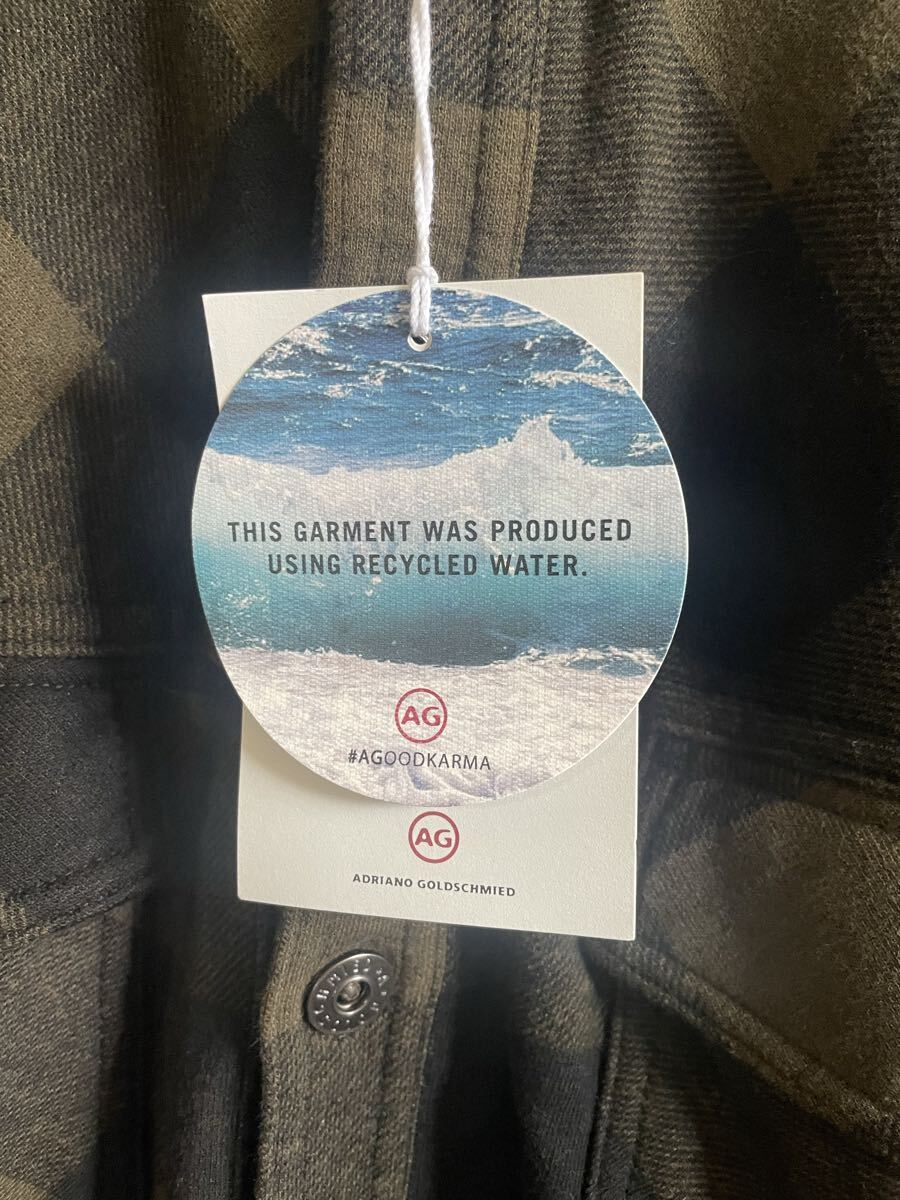 THIS GARMENT WAS PRODUCED
USING RECYCLED WATER.
AG
#AGOODKARMA
AG
ADRIANO GOLDSCHMIED